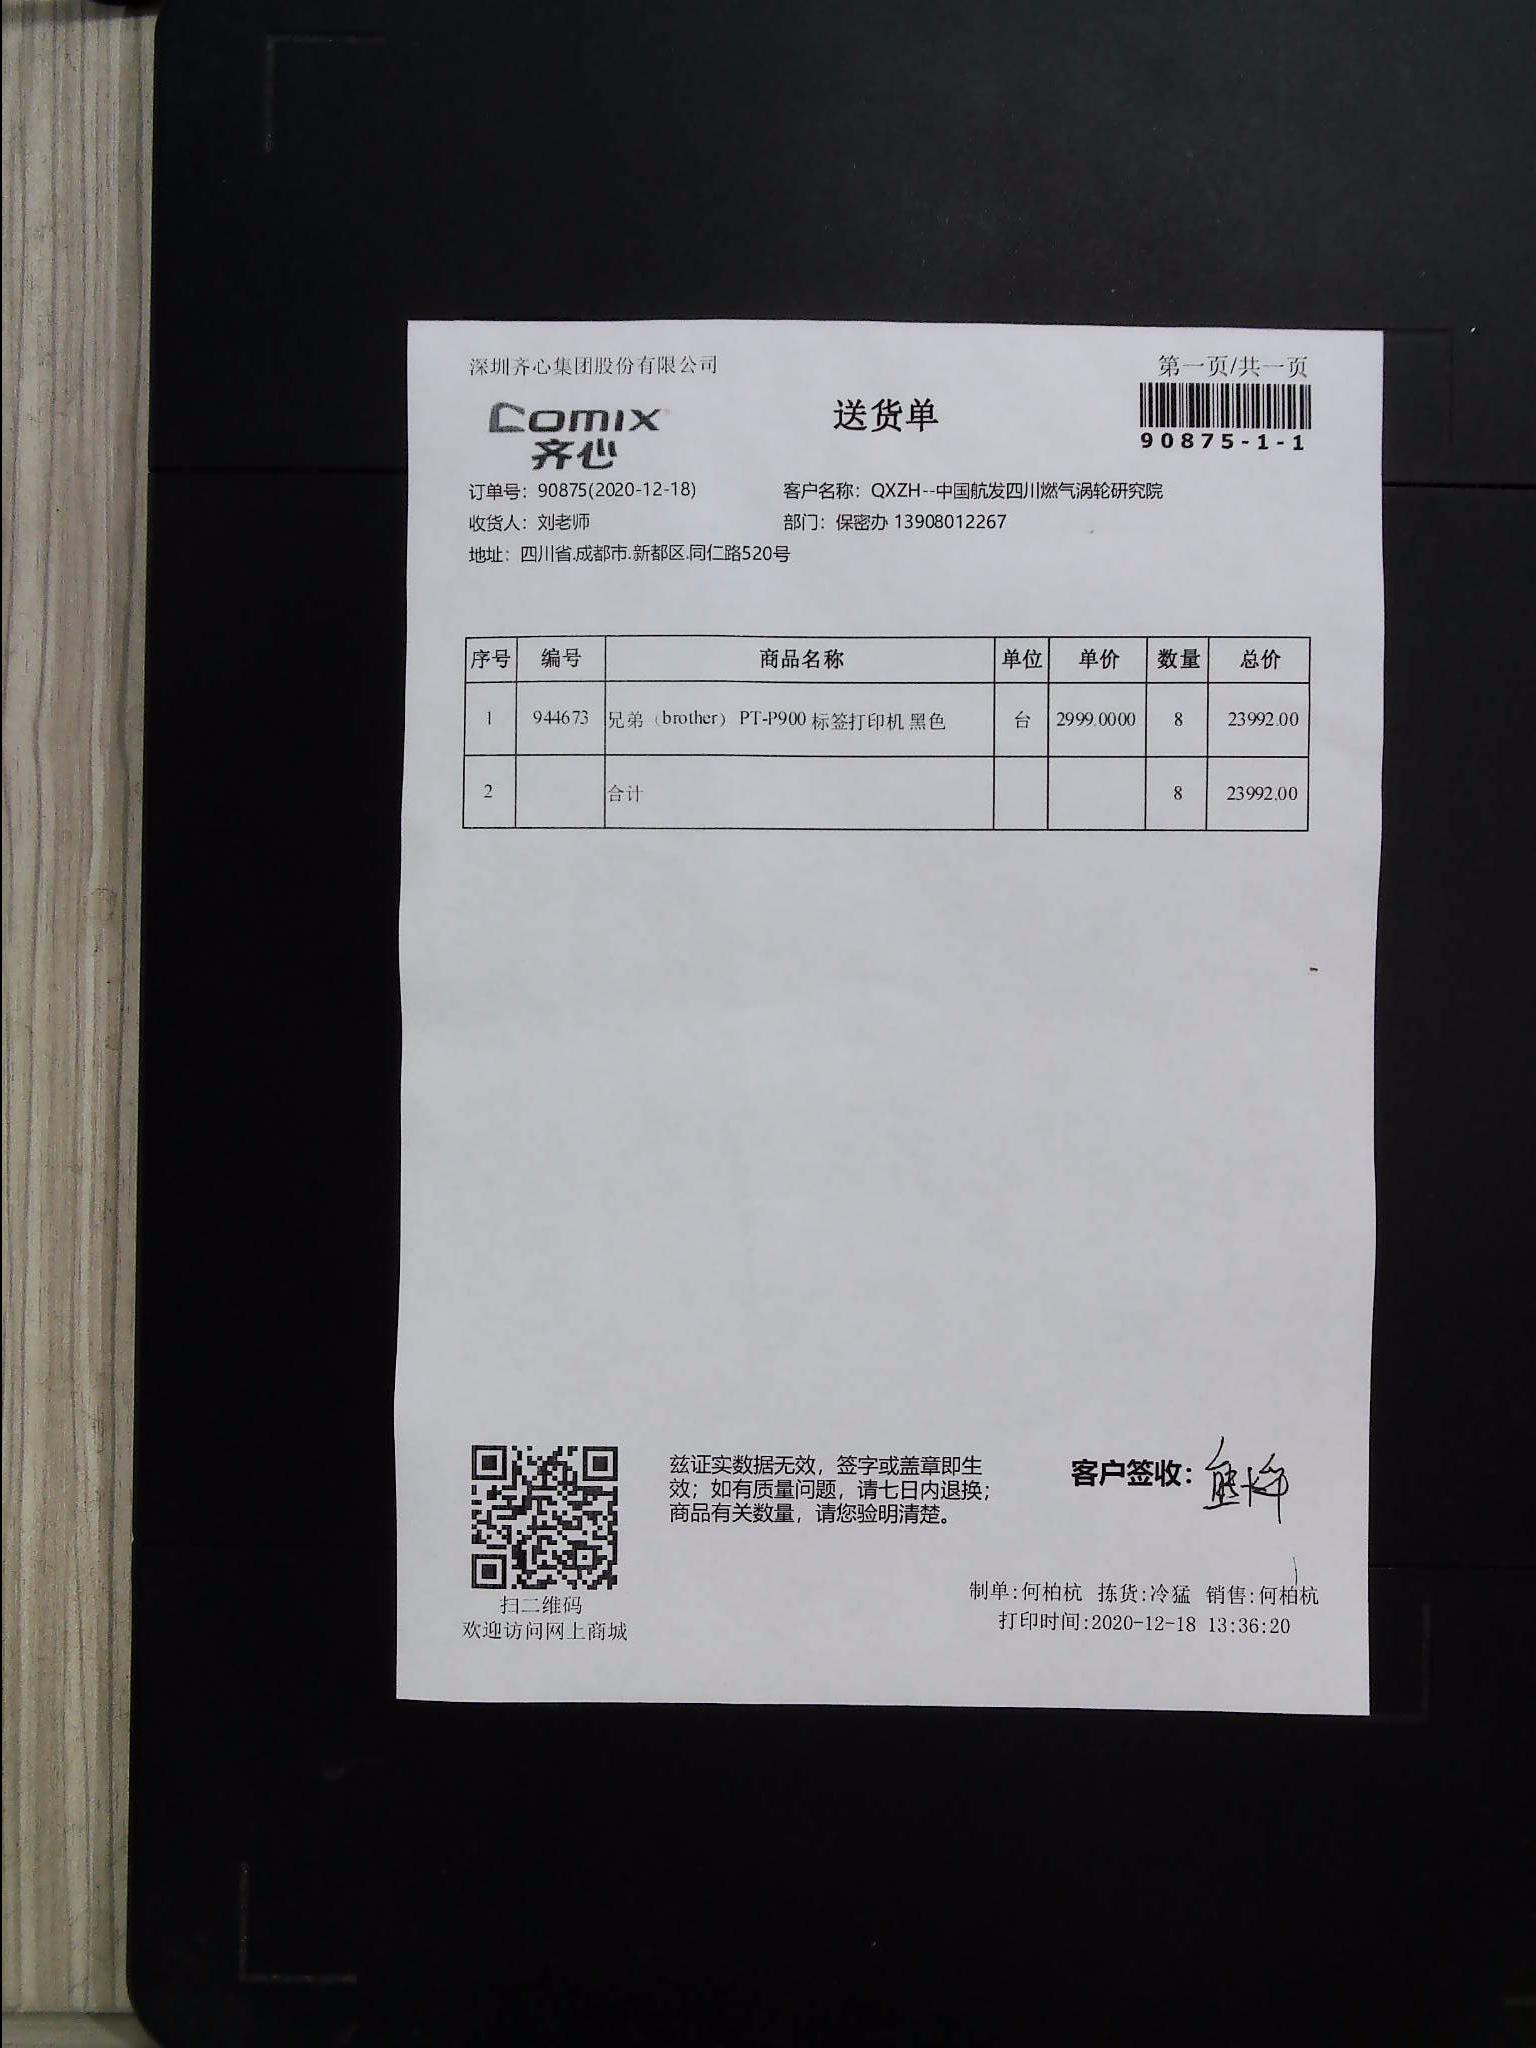 深圳齐心集团股份有限公司
第一页/共一页
comix
齐心
送货单
90875-1-1
订单号：90875(2020-12-18)
客户名称：QXZH--中国航发四川燃气涡轮研究院
收货人：刘老师
部门：保密办 13908012267
地址：四川省.成都市.新都区.同仁路520号
序号 编号 商品名称 单位 单价 数量 总价
1 944673 兄弟（brother） PT-P900 标签打印机 黑色 台 2999.0000 8 23992.00
2 合计 8 23992.00
兹证实数据无效，签字或盖章即生
效；如有质量问题，请七日内退换；
商品有关数量，请您验明清楚。
客户签收：
扫二维码
欢迎访问网上商城
制单:何柏杭 拣货:冷猛 销售:何柏杭
打印时间:2020-12-18 13:36:20